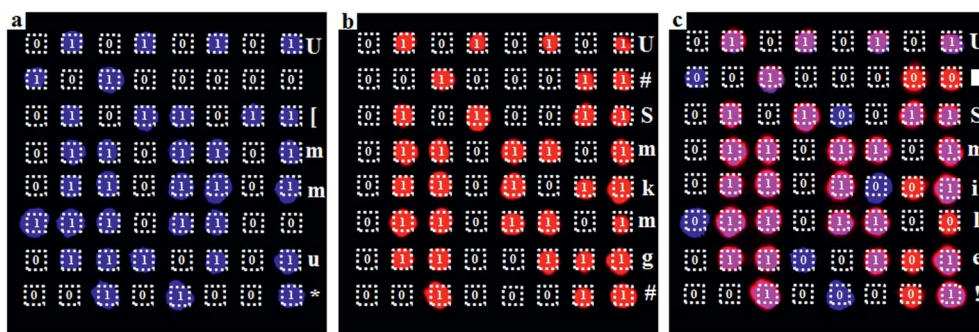 a
0 1 0 1 0 1 0 1 U
1 0 1 0 0 0 0 0
0 1 0 1 1 0 1 1 [
0 1 1 0 1 1 0 1 m
0 1 1 0 1 1 0 1 m
1 1 1 0 1 1 0 0
0 1 1 1 0 1 0 1 u
0 0 1 0 1 0 0 1 *
b
0 1 0 1 0 1 0 1 U
0 0 1 0 0 0 1 1 #
0 1 0 1 0 0 1 1 S
0 1 1 0 1 1 0 1 m
0 1 1 0 1 0 1 1 k
0 1 1 0 1 1 0 1 m
0 1 1 0 0 1 1 1 g
0 0 1 0 0 0 1 1 #
c
0 1 0 1 0 1 0 1 U
0 0 1 0 0 0 0 0
0 1 0 1 0 0 1 1 S
0 1 1 0 1 1 0 1 m
0 1 1 0 1 0 0 1 i
0 1 1 0 1 1 0 0 l
0 1 1 0 0 1 0 1 e
0 0 1 0 0 0 0 1 !